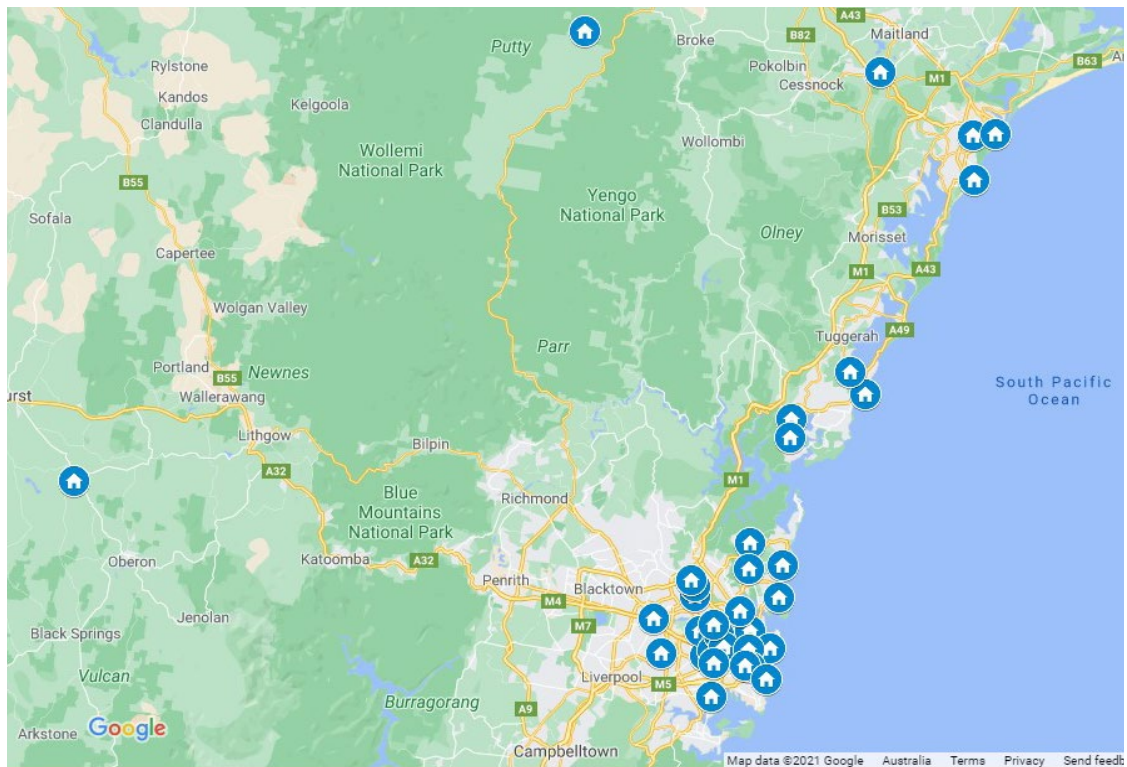 A43
Maitland
B82
Broke
Putty
Rylstone
Pokolbin
Cessnock
M1
B63
Kandos
Kelgoola
Clandulla
Wollombi
Wollemi
National Park
B55
Yengo
National Park
Sofala
B53
Olney
Morisset
Capertee
M1
A43
Wolgan Valley
A49
Tuggerah
Parr
Portland
Newnes
B55
Wallerawang
South Pacific
Ocean
urst
Lithgow
Bilpin
A32
M1
Blue
Mountains
National Park
Richmond
Oberon
Katoomba
A32
Penrith
Blacktown
M4
M7
Jenolan
Black Springs
Vulcan
Liverpool
M5
Burragorang
A9
Google
Arkstone
Campbelltown
Map data ©2021 Google
Australia
Terms
Privacy
Send feedb